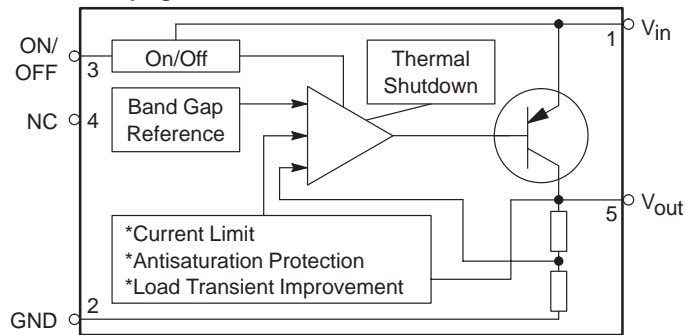 ON/
OFF
3
On/Off
Thermal
Shutdown
1
Vin
Band Gap
Reference
NC
4
5
Vout
*Current Limit
*Antisaturation Protection
*Load Transient Improvement
2
GND